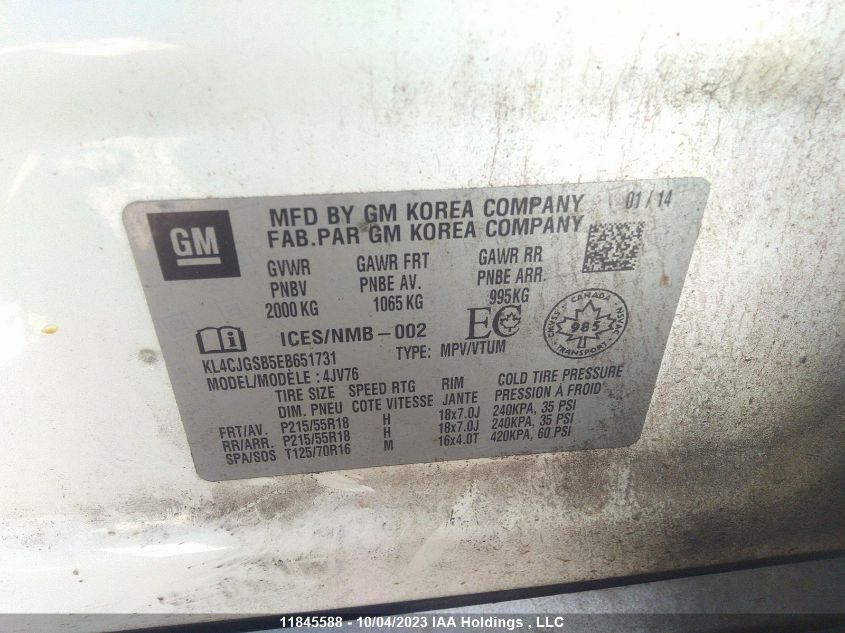 GM
MFD BY GM KOREA COMPANY 01/14
FAB.PAR GM KOREA COMPANY
GVWR GAWR FRT GAWR RR
PNBV PNBE AV. PNBE ARR.
2000 KG 1065 KG 995KG
ICES/NMB-002 EC
CANADA
985
CMVSS NSVAC
KL4CJGSB5EB651731 TYPE: MPV/VTUM
MODEL/MODÈLE: 4JV76
TIRE SIZE SPEED RTG RIM COLD TIRE PRESSURE
DIM. PNEU COTE VITESSE JANTE PRESSION À FROID
FRT/AV. P215/55R18 H 18x7.0J 240KPA, 35 PSI
RR/ARR. P215/55R18 H 18x7.0J 240KPA, 35 PSI
SPA/SOS T125/70R16 M 16x4.0T 420KPA, 60 PSI
11845588 - 10/04/2023 IAA Holdings , LLC